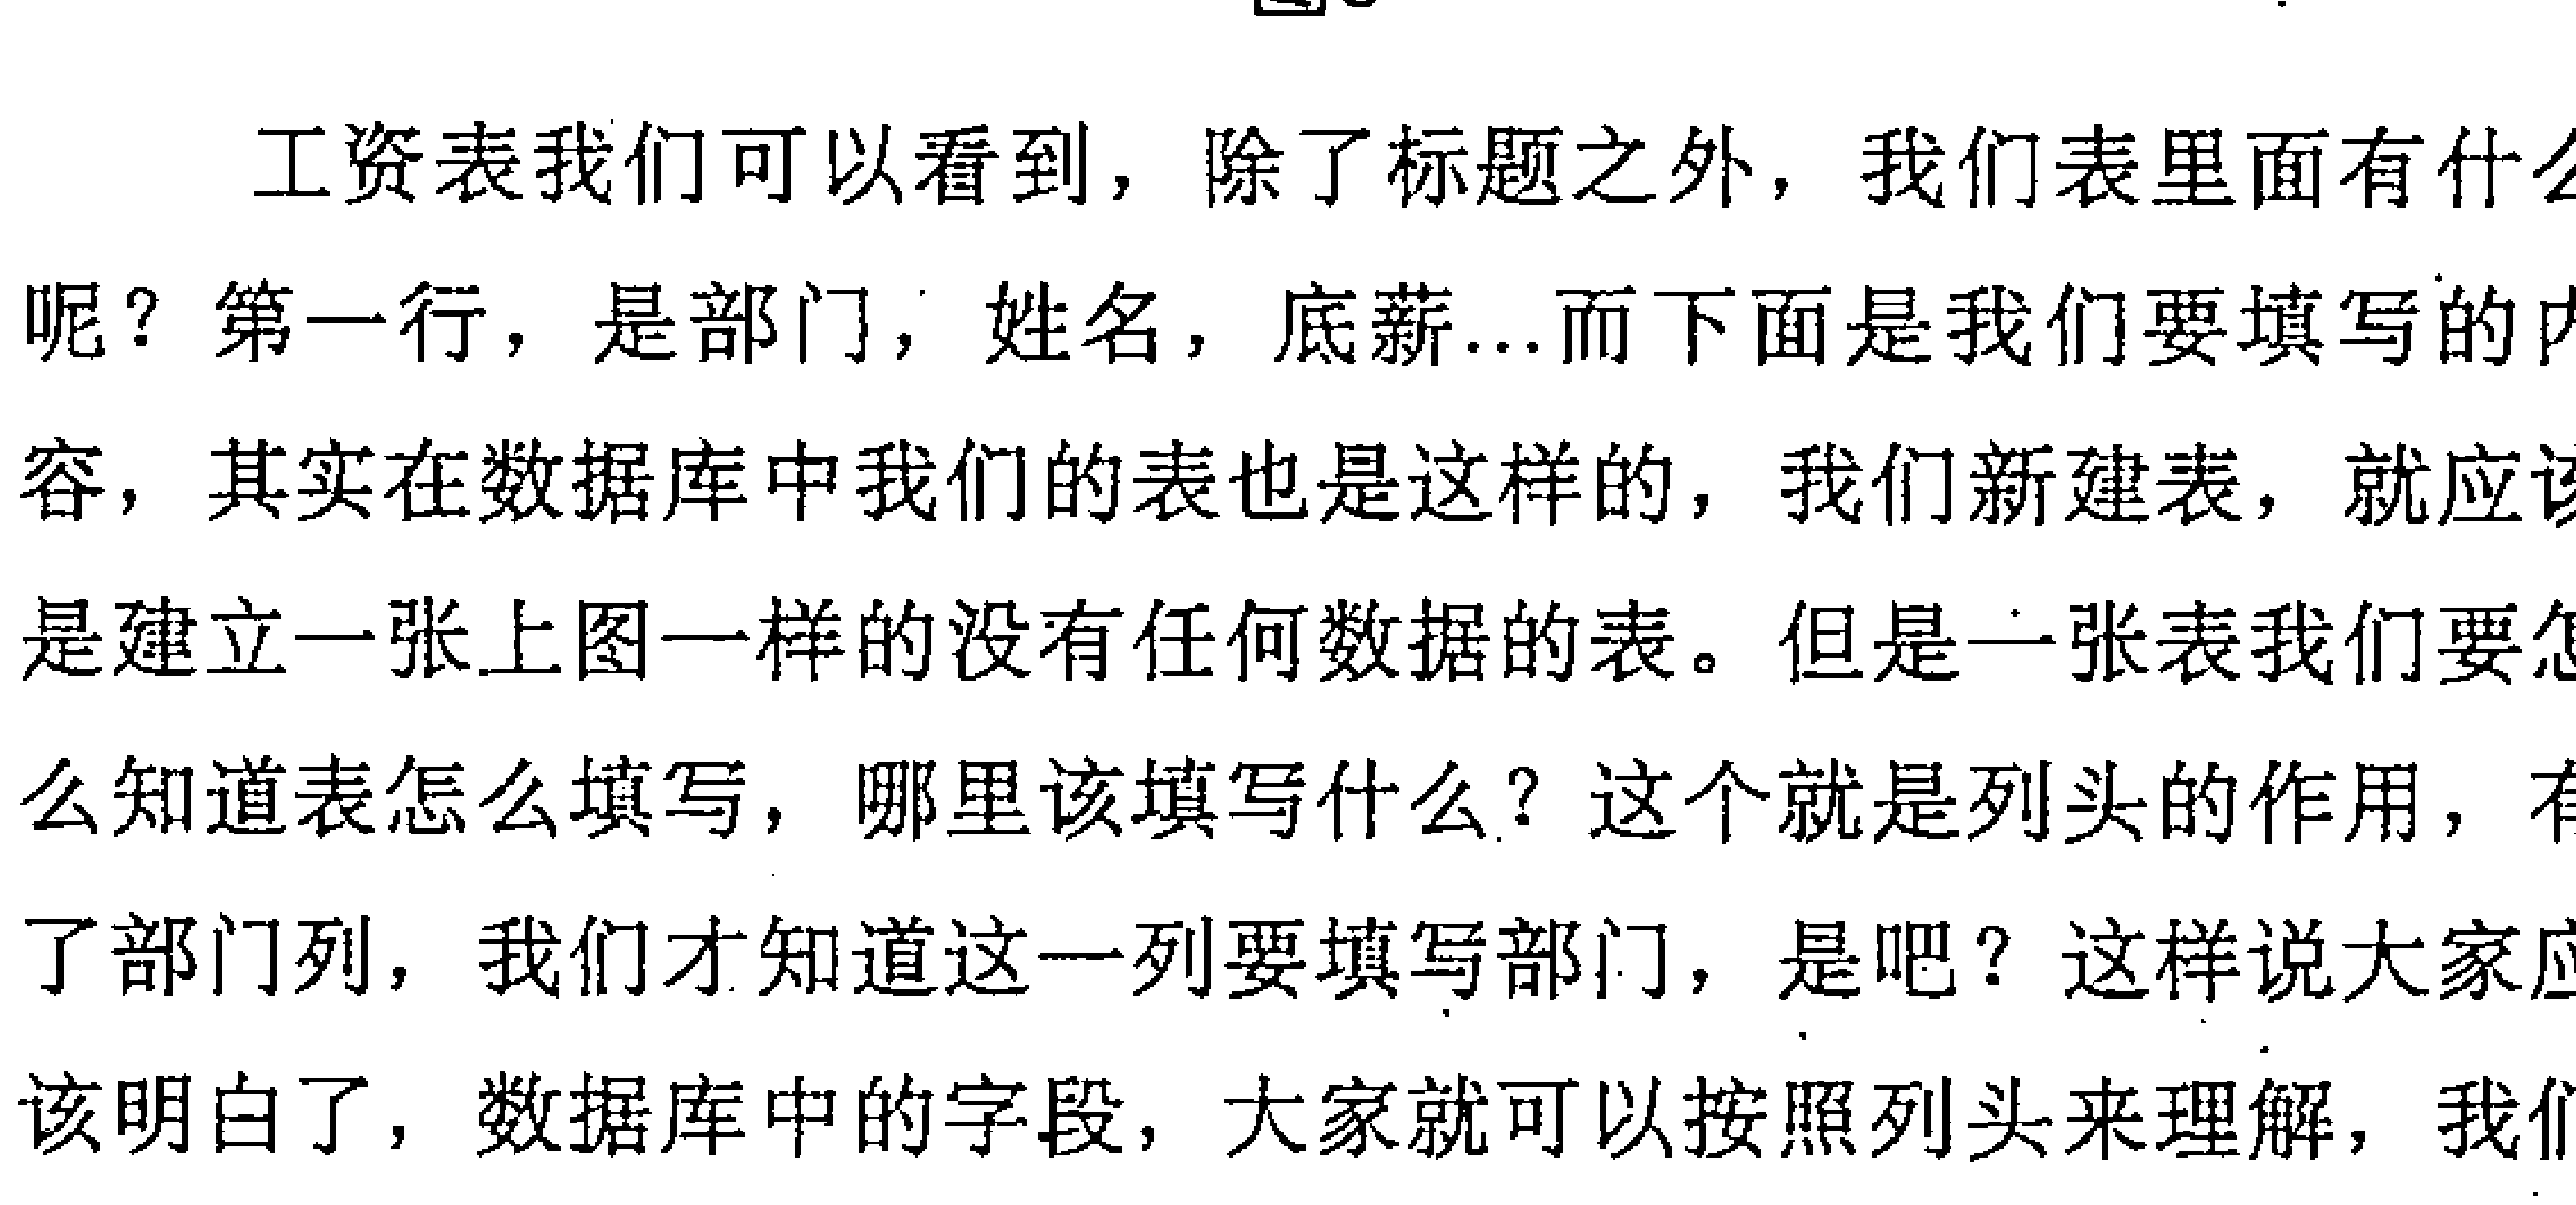 工资表我们可以看到，除了标题之外，我们表里面有什么
呢？第一行，是部门，姓名，底薪...而下面是我们要填写的内
容，其实在数据库中我们的表也是这样的，我们新建表，就应该
是建立一张上图一样的没有任何数据的表。但是一张表我们要怎
么知道表怎么填写，哪里该填写什么？这个就是列头的作用，有
了部门列，我们才知道这一列要填写部门，是吧？这样说大家应
该明白了，数据库中的字段，大家就可以按照列头来理解，我们